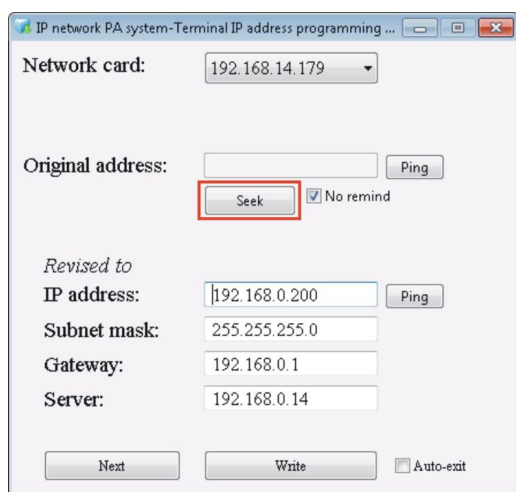 IP network PA system-Terminal IP address programming ...
Network card: 192.168.14.179
Original address: Ping
Seek No remind
Revised to
IP address: 192.168.0.200 Ping
Subnet mask: 255.255.255.0
Gateway: 192.168.0.1
Server: 192.168.0.14
Next Write Auto-exit